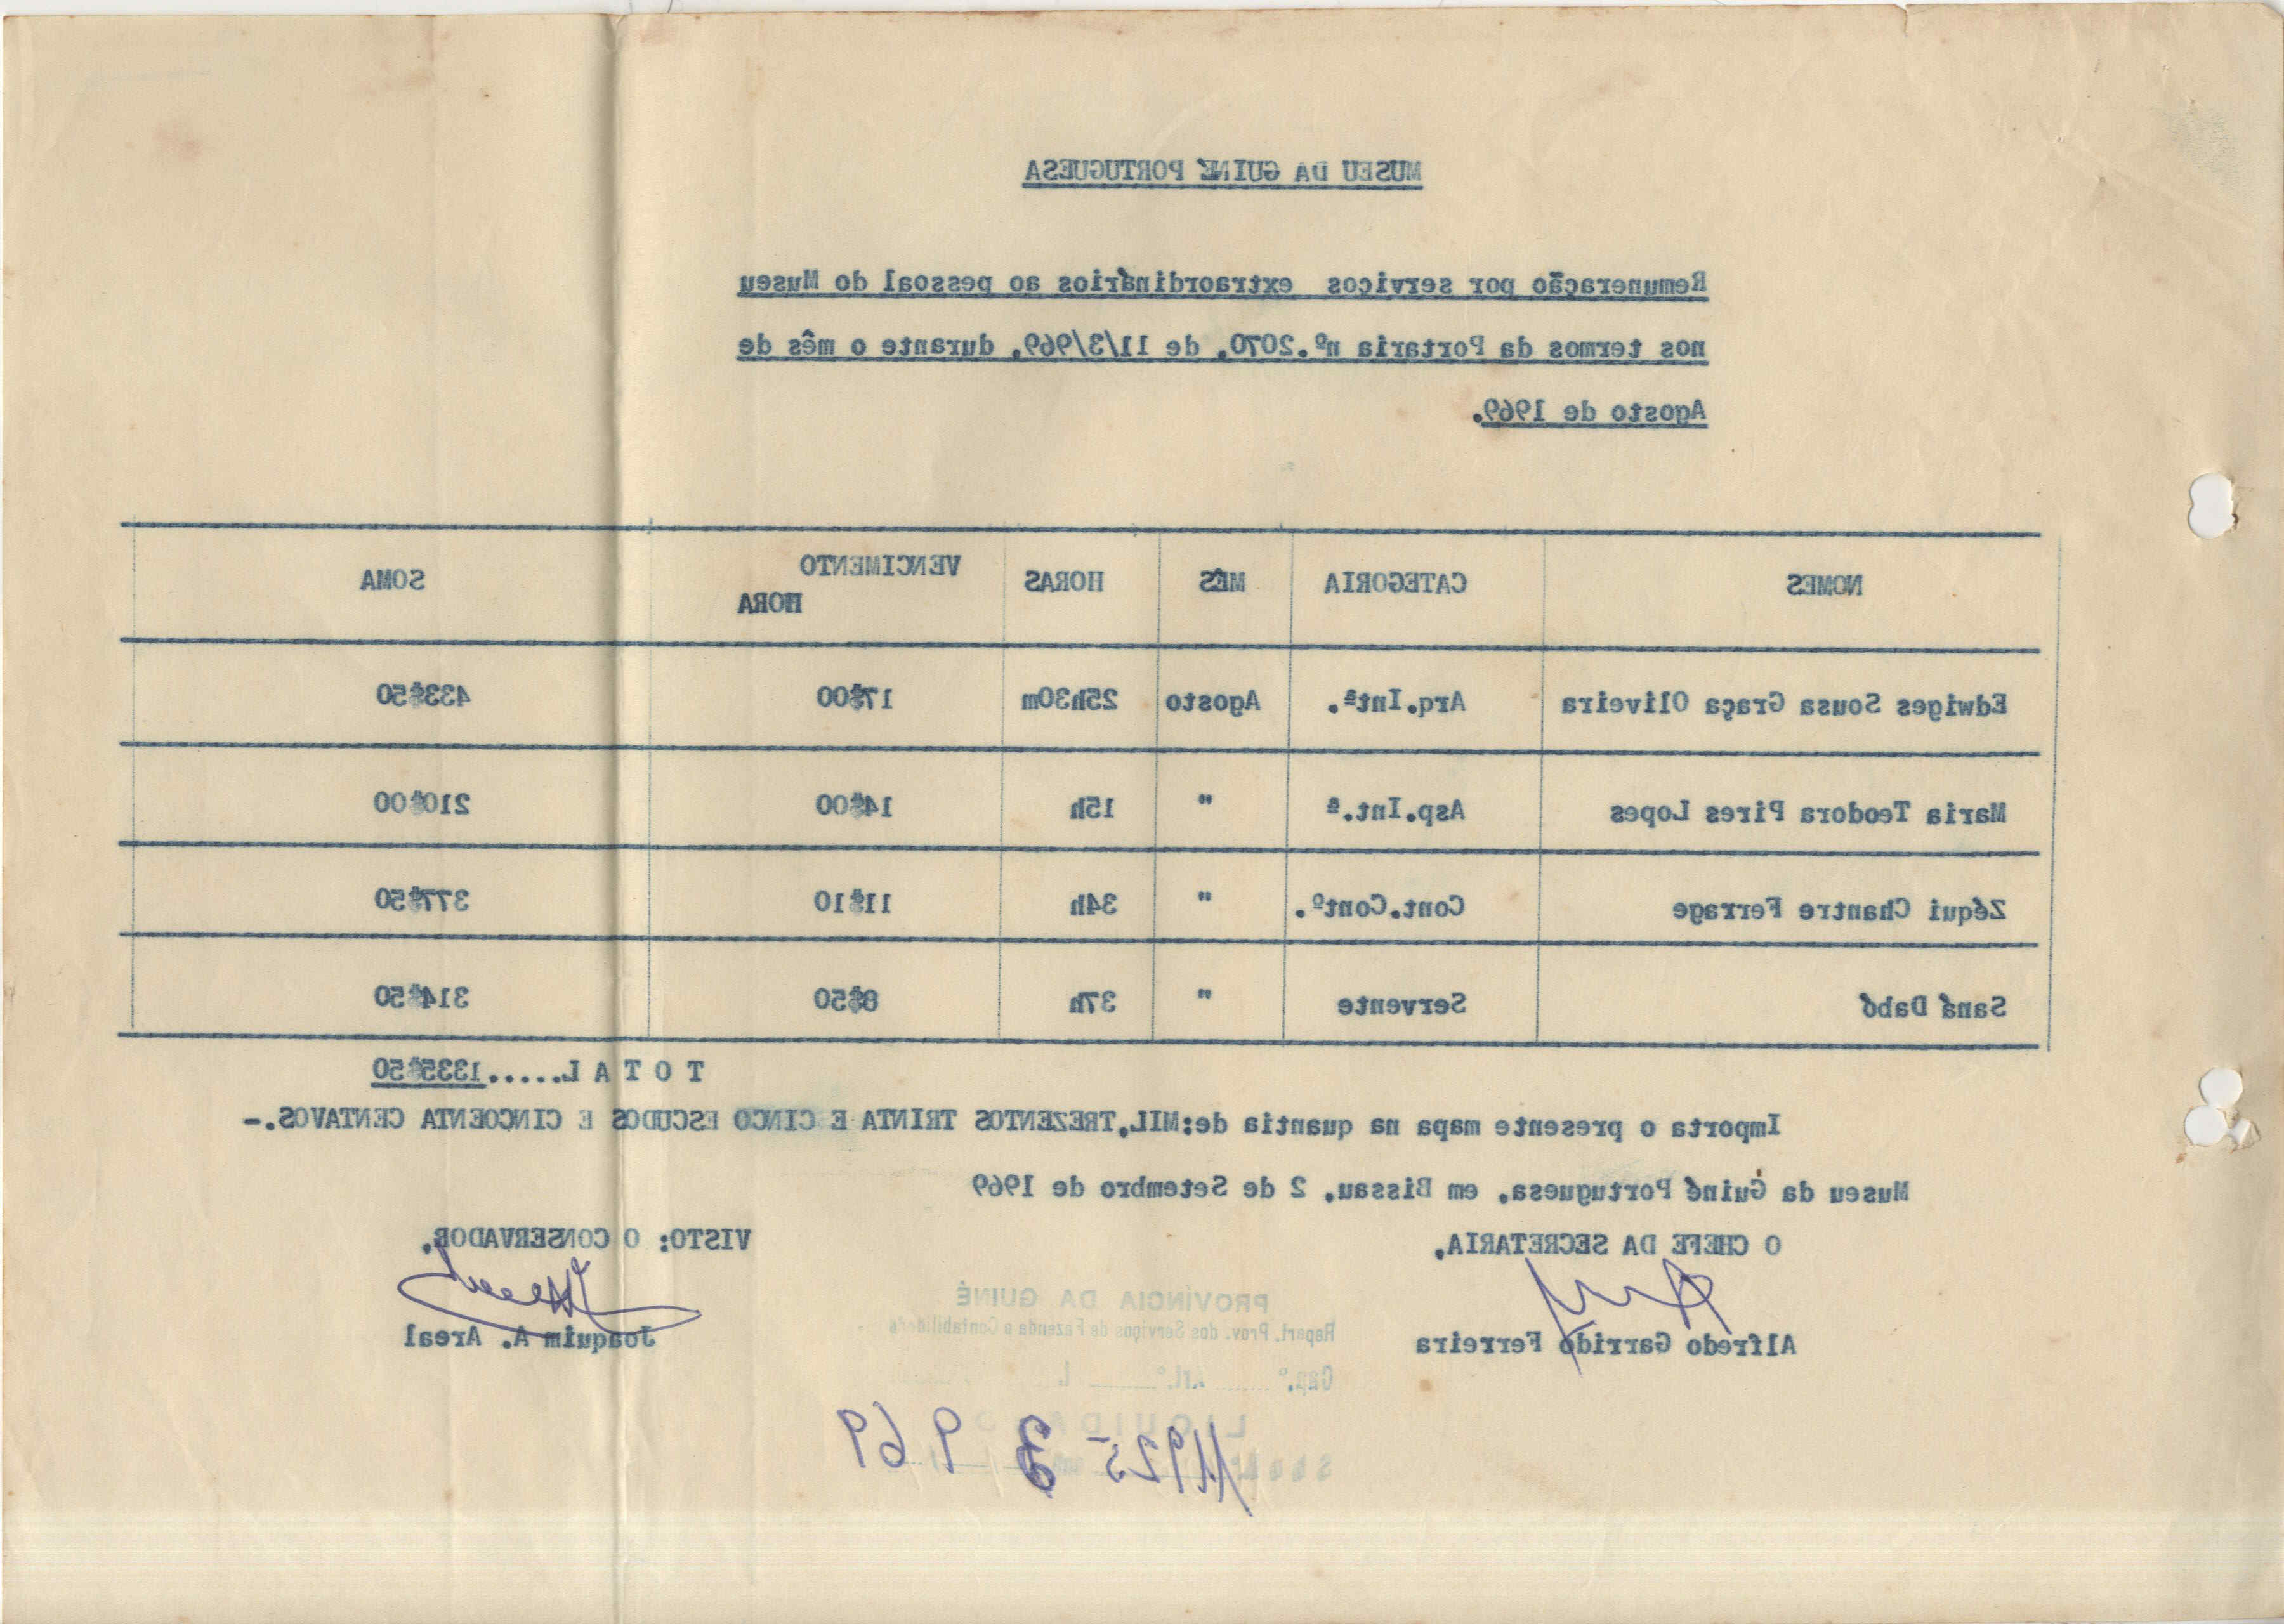 MUSEU DA GUINÉ PORTUGUESA
Remuneração por serviços extraordinários ao pessoal do Museu
nos termos da Portaria nº.2070, de 11/3/969, durante o mês de
Agosto de 1969.
NOMES CATEGORIA MÊS HORAS VENCIMENTO HORA SOMA
Edwiges Sousa Graça Oliveira Arq.Intª. Agosto 25h30m 17$00 433$50
Maria Teodora Pires Lopes Asp.Int.ª " 15h 14$00 210$00
Zéqui Chantre Ferrage Cont.Contº. " 34h 11$10 377$50
Saná Dabó Servente " 37h 8$50 314$50
T O T A L.....1335$50
Importa o presente mapa na quantia de:MIL,TREZENTOS TRINTA E CINCO ESCUDOS E CINCOENTA CENTAVOS.-
Museu da Guiné Portuguesa, em Bissau, 2 de Setembro de 1969
O CHEFE DA SECRETARIA, VISTO: O CONSERVADOR,
Alfredo Garrido Ferreira Joaquim A. Areal
PROVÍNCIA DA GUINÉ
Repart. Prov. dos Serviços de Fazenda e Contabilidade
Cap.º Art.º
3 9 69